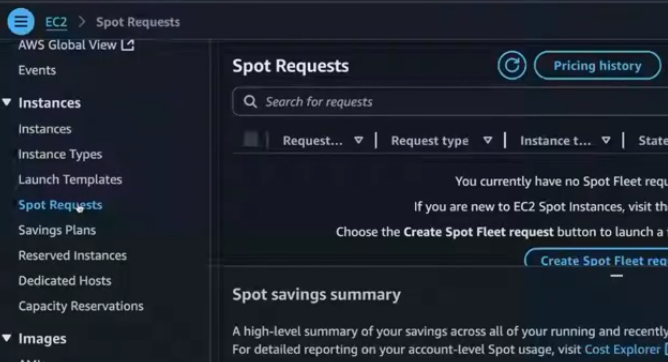 EC2 > Spot Requests
AWS Global View
Events
Instances
Instances
Instance Types
Launch Templates
Spot Requests
Savings Plans
Reserved Instances
Dedicated Hosts
Capacity Reservations
Images
Spot Requests
Pricing history
Search for requests
Request... Request type Instance t... State
You currently have no Spot Fleet requ
If you are new to EC2 Spot Instances, visit th
Choose the Create Spot Fleet request button to launch a
Create Spot Fleet req
Spot savings summary
A high-level summary of your savings across all of your running and recently
For detailed reporting on your account-level Spot usage, visit Cost Explorer